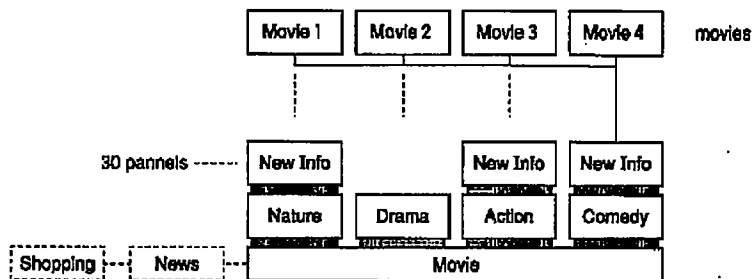 Movie 1 Movie 2 Movie 3 Movie 4 movies
30 pannels New Info New Info New Info
Nature Drama Action Comedy
Shopping News Movie